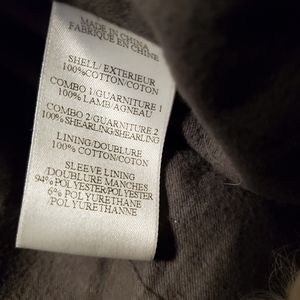 MADE IN CHINA
FABRIQUE EN CHINE
SHELL/ EXTERIEUR
100%COTTON/COTON
COMBO 1/GUARNITURE 1
100% LAMB/AGNEAU
COMBO 2/GUARNITURE 2
100%SHEARLING/SHEARLING
LINING/DOUBLURE
100% COTTON/COTON
SLEEVE LINING
/DOUBLURE MANCHES
94%POLYESTER/POLYESTER
6% POLYURETHANE
/POLYURETHANNE